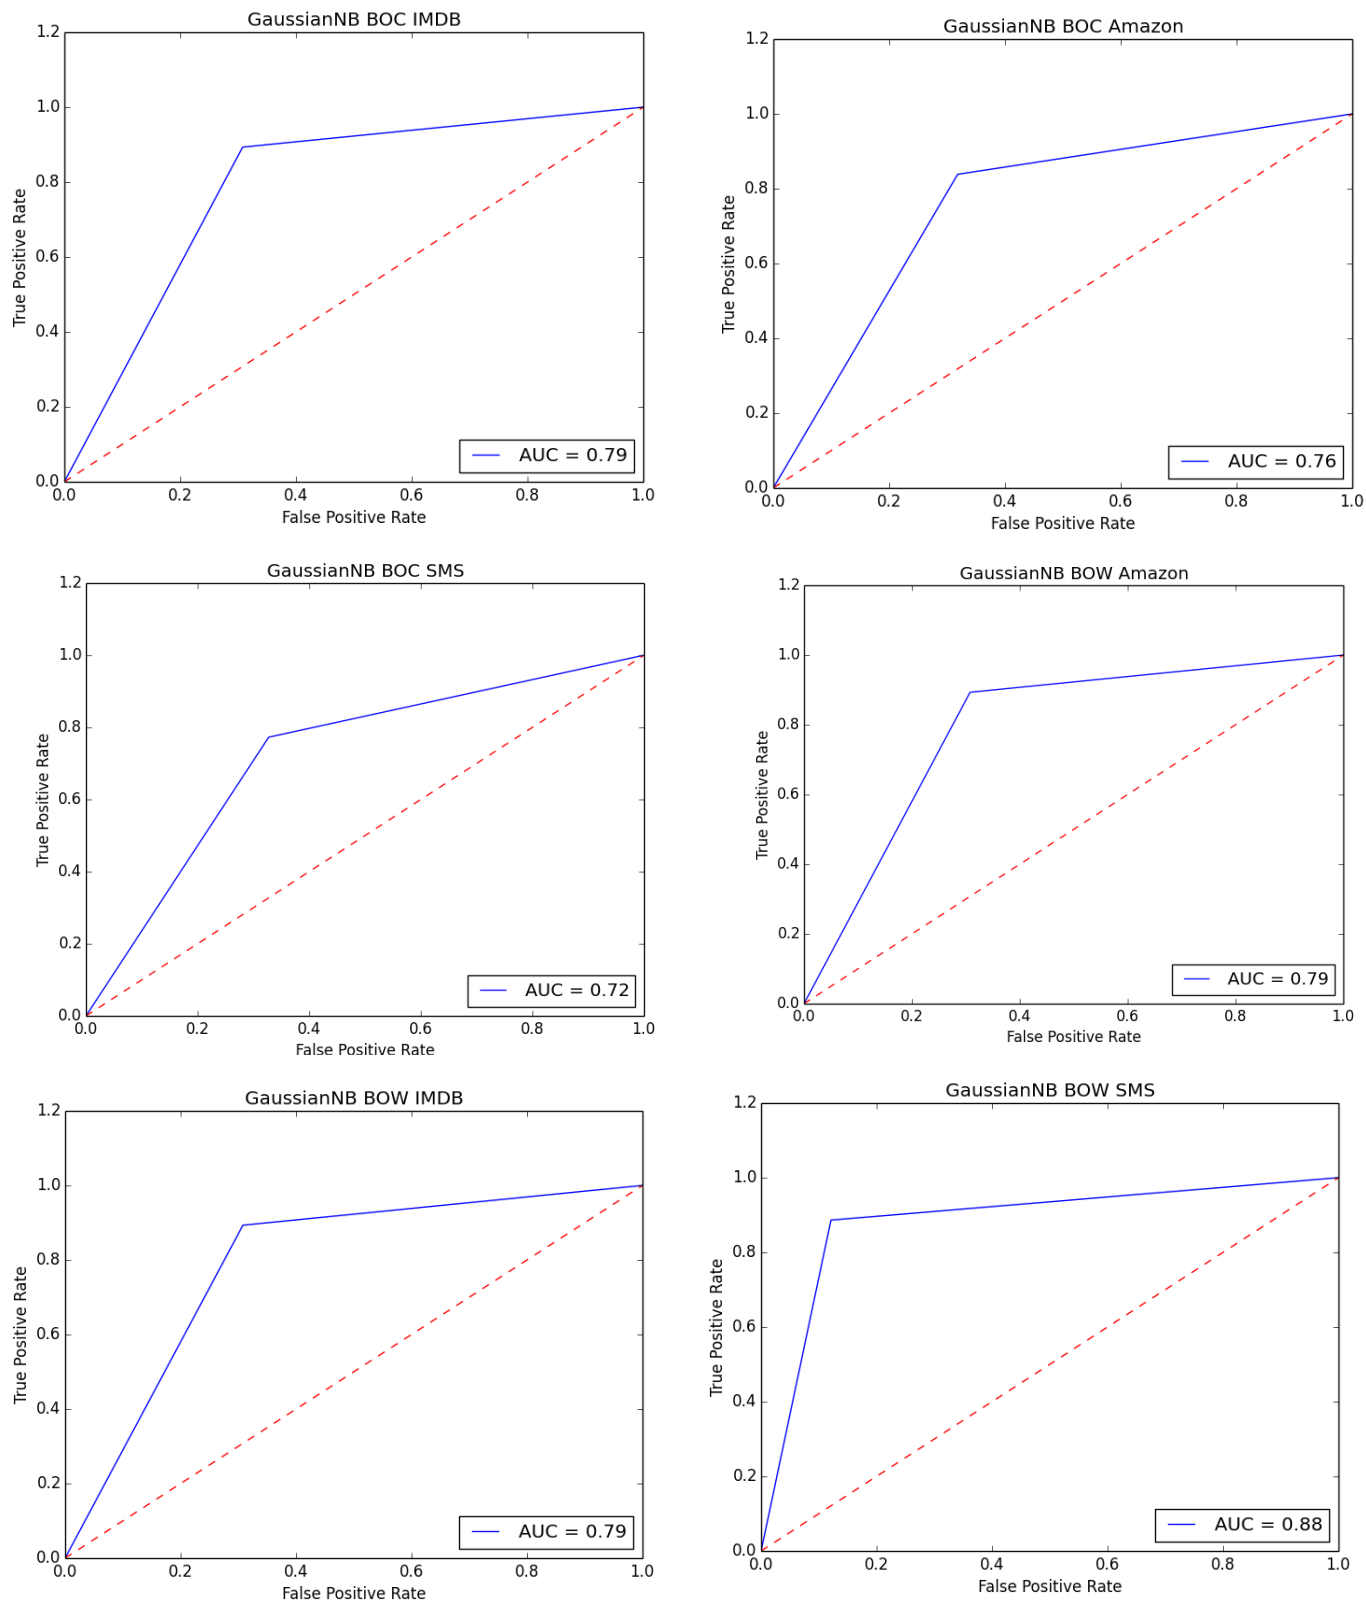 GaussianNB BOC IMDB
1.2
1.0
0.8
0.6
0.4
0.2
0.0
True Positive Rate
0.0 0.2 0.4 0.6 0.8 1.0
False Positive Rate
AUC = 0.79
GaussianNB BOC Amazon
1.2
1.0
0.8
0.6
0.4
0.2
0.0
True Positive Rate
0.0 0.2 0.4 0.6 0.8 1.0
False Positive Rate
AUC = 0.76
GaussianNB BOC SMS
1.2
1.0
0.8
0.6
0.4
0.2
0.0
True Positive Rate
0.0 0.2 0.4 0.6 0.8 1.0
False Positive Rate
AUC = 0.72
GaussianNB BOW Amazon
1.2
1.0
0.8
0.6
0.4
0.2
0.0
True Positive Rate
0.0 0.2 0.4 0.6 0.8 1.0
False Positive Rate
AUC = 0.79
GaussianNB BOW IMDB
1.2
1.0
0.8
0.6
0.4
0.2
0.0
True Positive Rate
0.0 0.2 0.4 0.6 0.8 1.0
False Positive Rate
AUC = 0.79
GaussianNB BOW SMS
1.2
1.0
0.8
0.6
0.4
0.2
0.0
True Positive Rate
0.0 0.2 0.4 0.6 0.8 1.0
False Positive Rate
AUC = 0.88